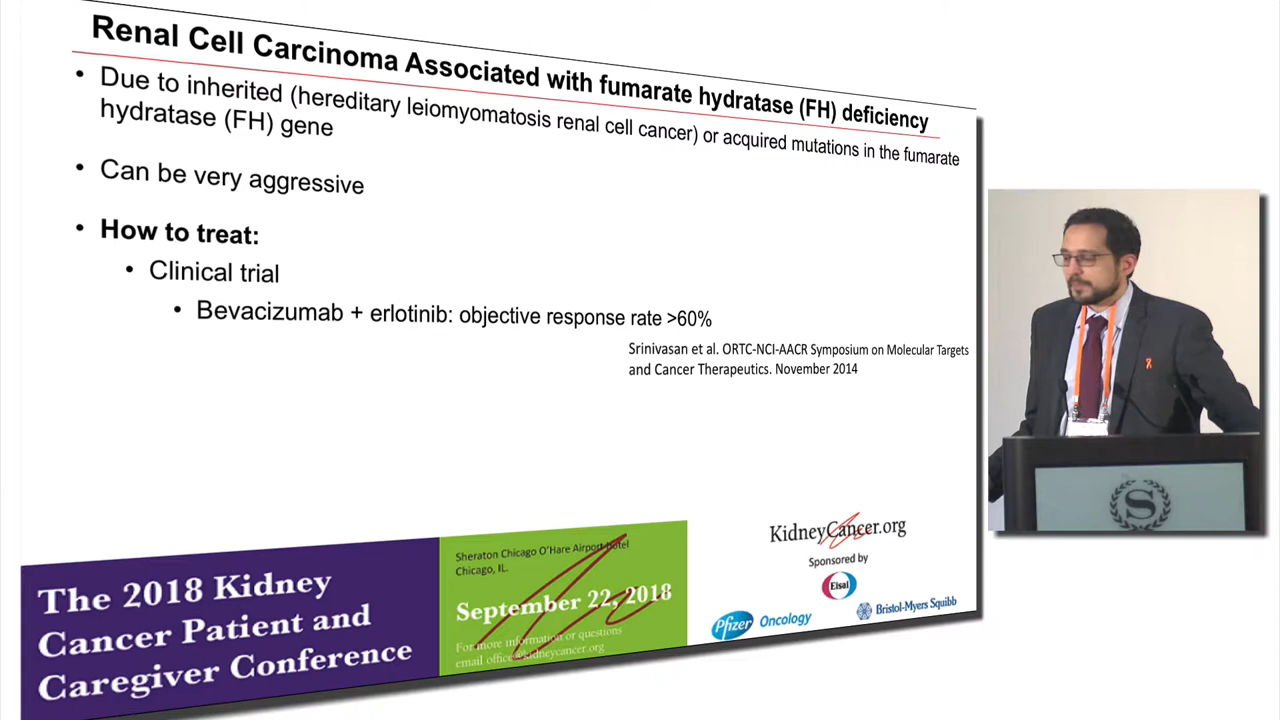 Renal Cell Carcinoma Associated with fumarate hydratase (FH) deficiency
• Due to inherited (hereditary leiomyomatosis renal cell cancer) or acquired mutations in the fumarate
hydratase (FH) gene
• Can be very aggressive
• How to treat:
• Clinical trial
• Bevacizumab + erlotinib: objective response rate >60%
Srinivasan et al. ORTC-NCI-AACR Symposium on Molecular Targets
and Cancer Therapeutics. November 2014
The 2018 Kidney
Cancer Patient and
Caregiver Conference
Sheraton Chicago O'Hare Airport hotel
Chicago, IL.
September 22, 2018
For more information or questions
email office@kidneycancer.org
KidneyCancer.org
Sponsored by
Eisai
Pfizer Oncology
Bristol-Myers Squibb
S